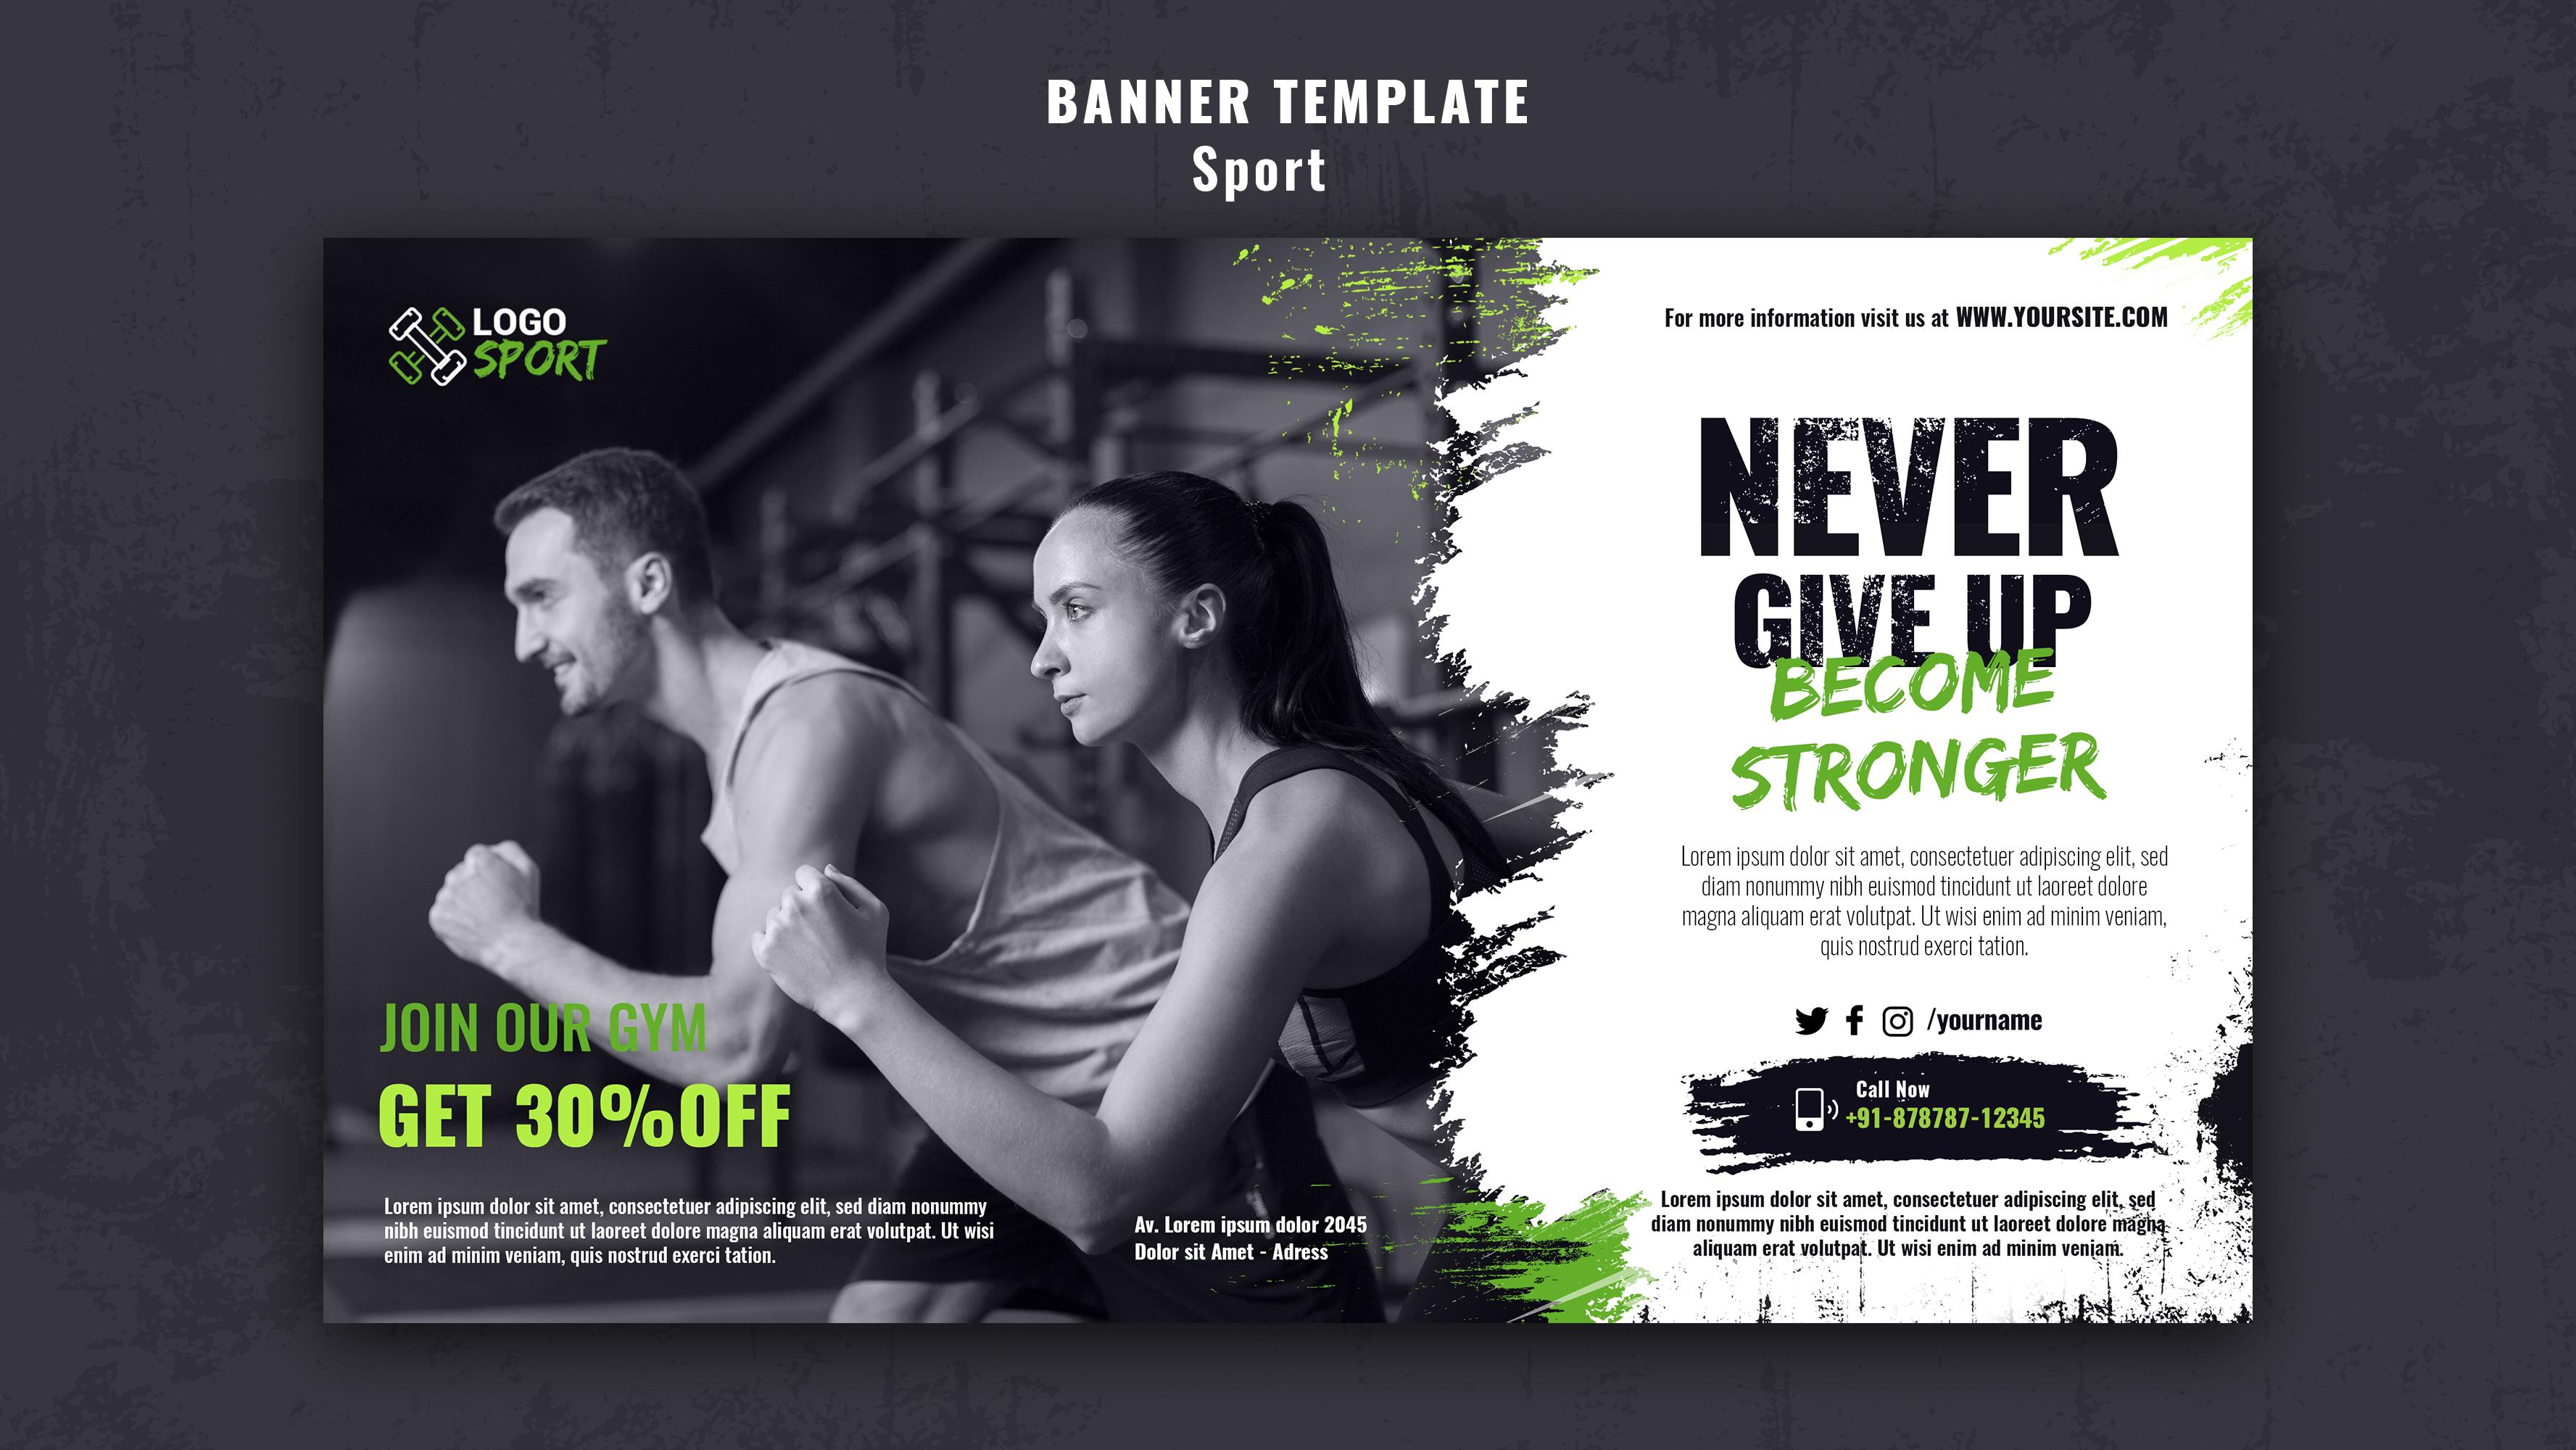 BANNER TEMPLATE
Sport
LOGO
SPORT
JOIN OUR GYM
GET 30%OFF
Lorem ipsum dolor sit amet, consectetuer adipiscing elit, sed diam nonummy
nibh euismod tincidunt ut laoreet dolore magna aliquam erat volutpat. Ut wisi
enim ad minim veniam, quis nostrud exerci tation.
Av. Lorem ipsum dolor 2045
Dolor sit Amet - Adress
For more information visit us at WWW.YOURSITE.COM
NEVER
GIVE UP
BECOME
STRONGER
Lorem ipsum dolor sit amet, consectetuer adipiscing elit, sed
diam nonummy nibh euismod tincidunt ut laoreet dolore
magna aliquam erat volutpat. Ut wisi enim ad minim veniam,
quis nostrud exerci tation.
/yourname
Call Now
+91-878787-12345
Lorem ipsum dolor sit amet, consectetuer adipiscing elit, sed
diam nonummy nibh euismod tincidunt ut laoreet dolore magna
aliquam erat volutpat. Ut wisi enim ad minim veniam.